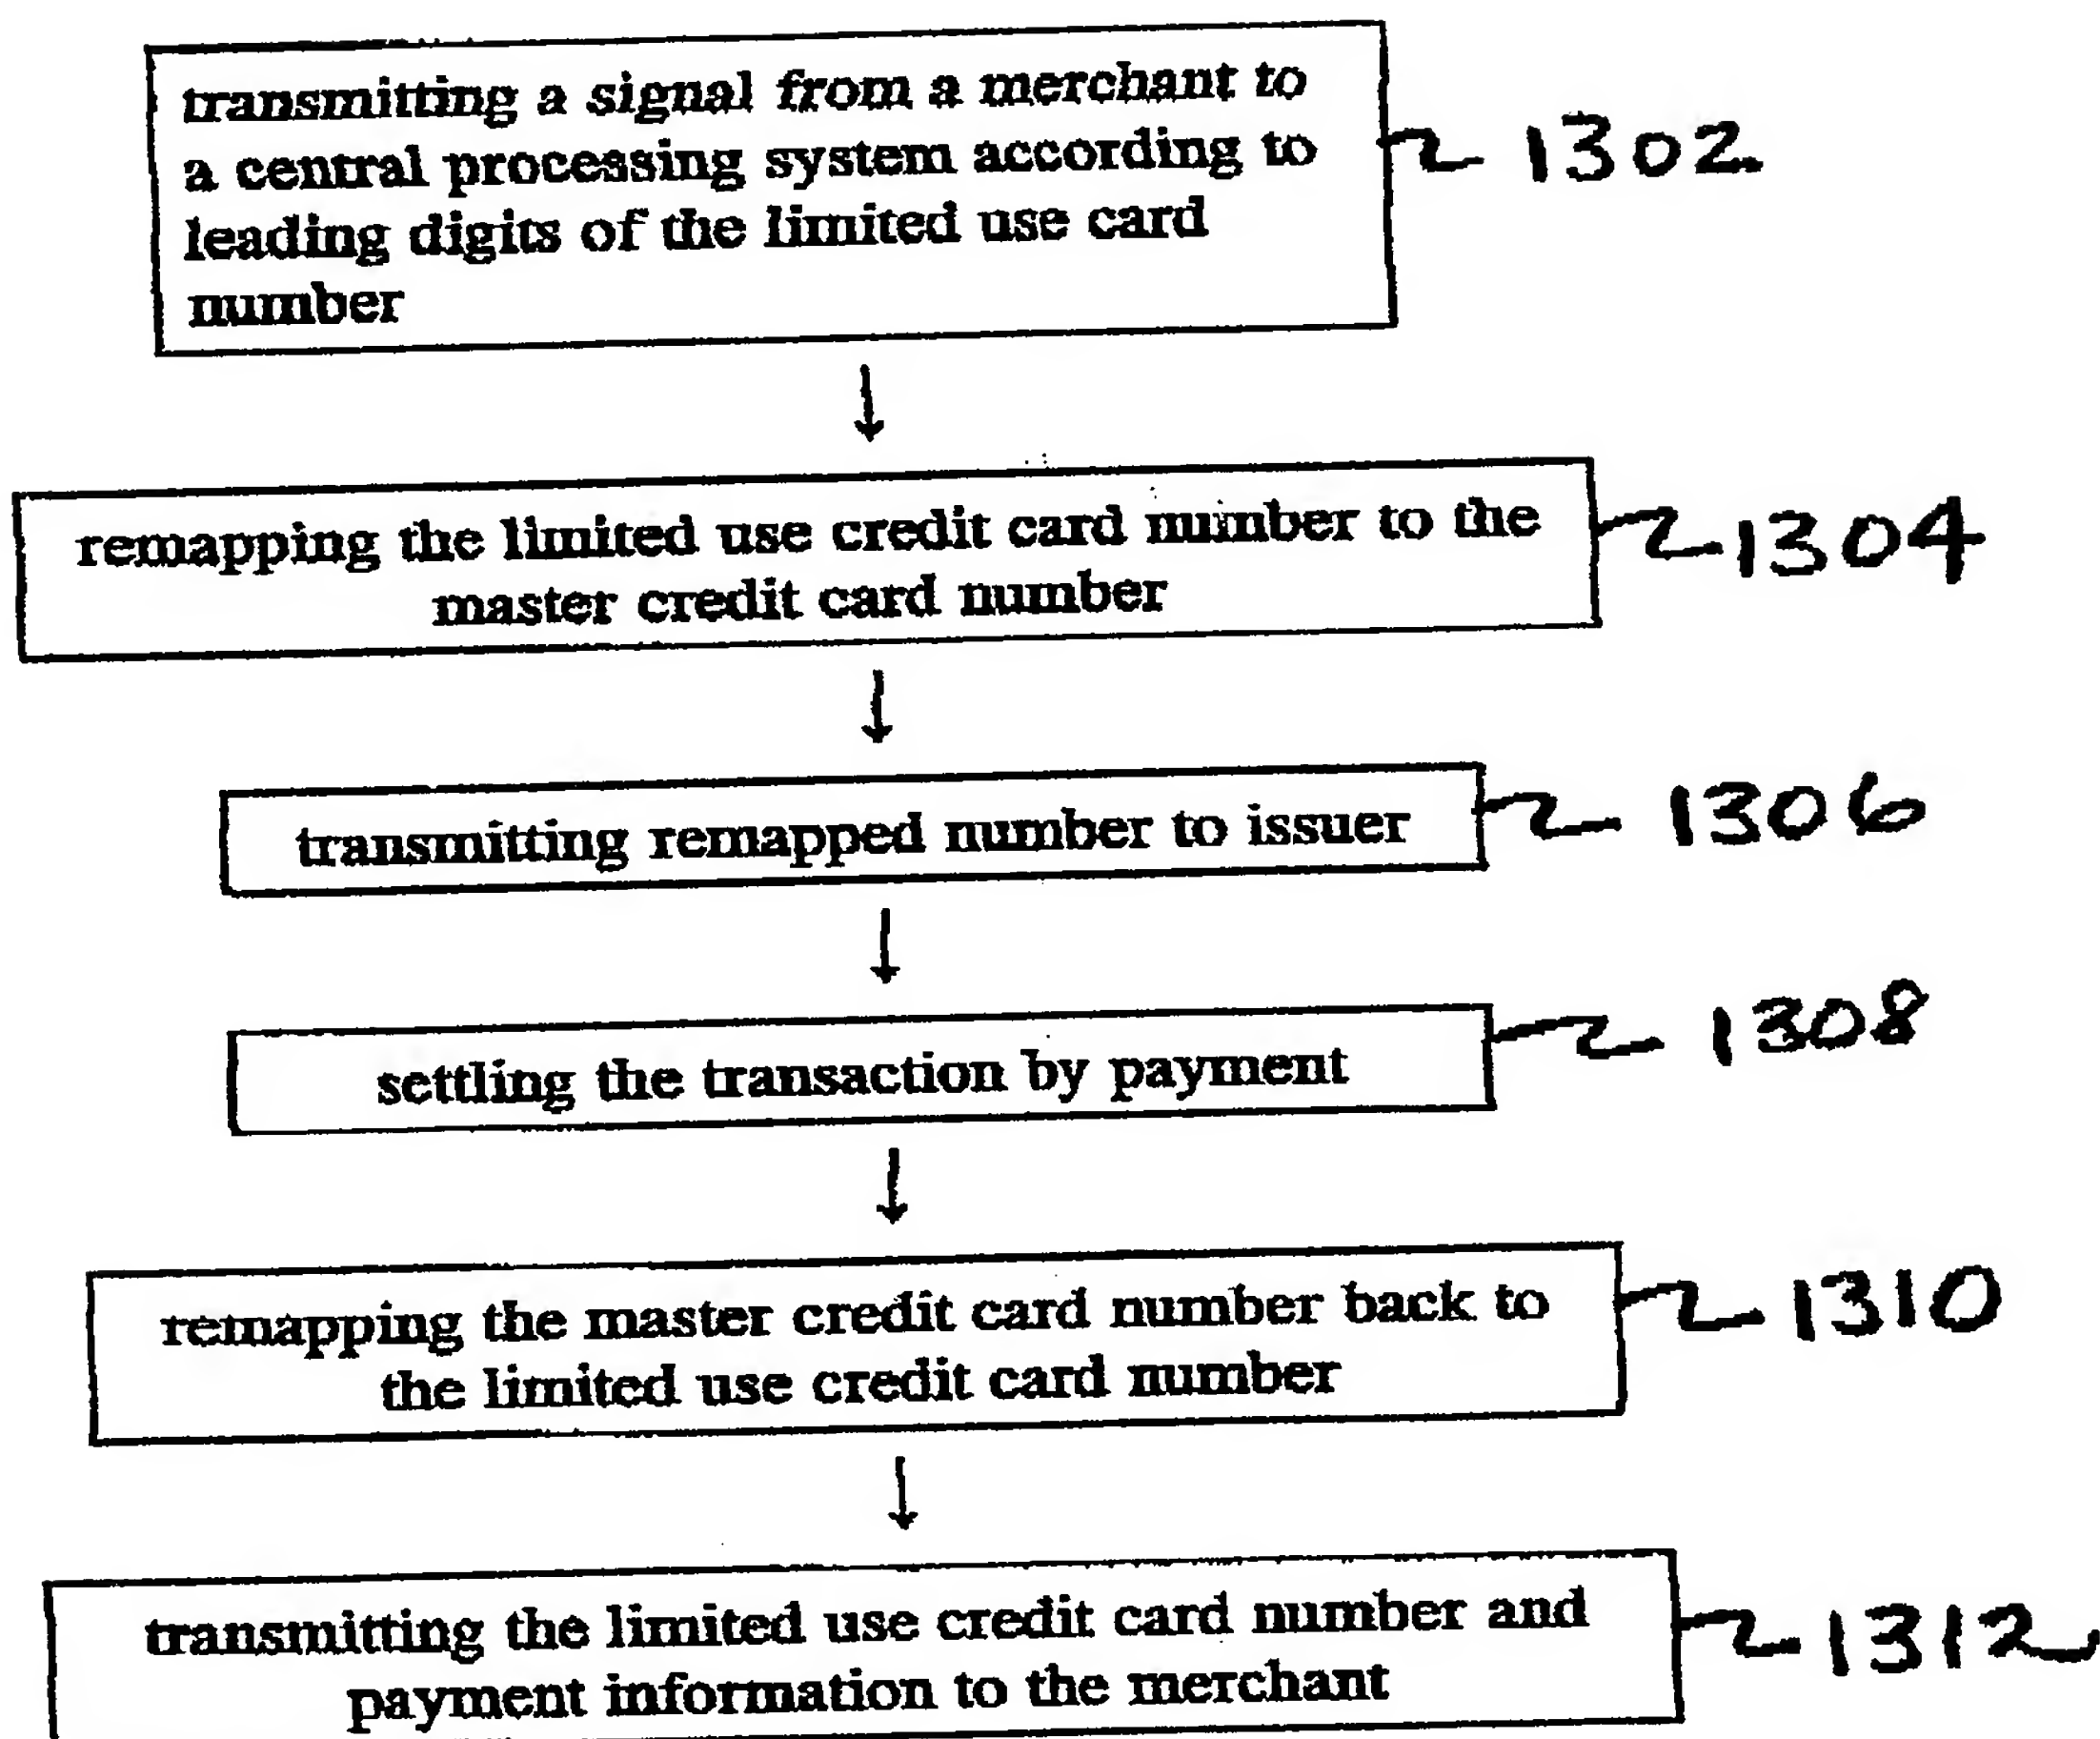 transmitting a signal from a merchant to
a central processing system according to
leading digits of the limited use card
number
1302
remapping the limited use credit card number to the
master credit card number
1304
transmitting remapped number to issuer
1306
settling the transaction by payment
1308
remapping the master credit card number back to
the limited use credit card number
1310
transmitting the limited use credit card number and
payment information to the merchant
1312